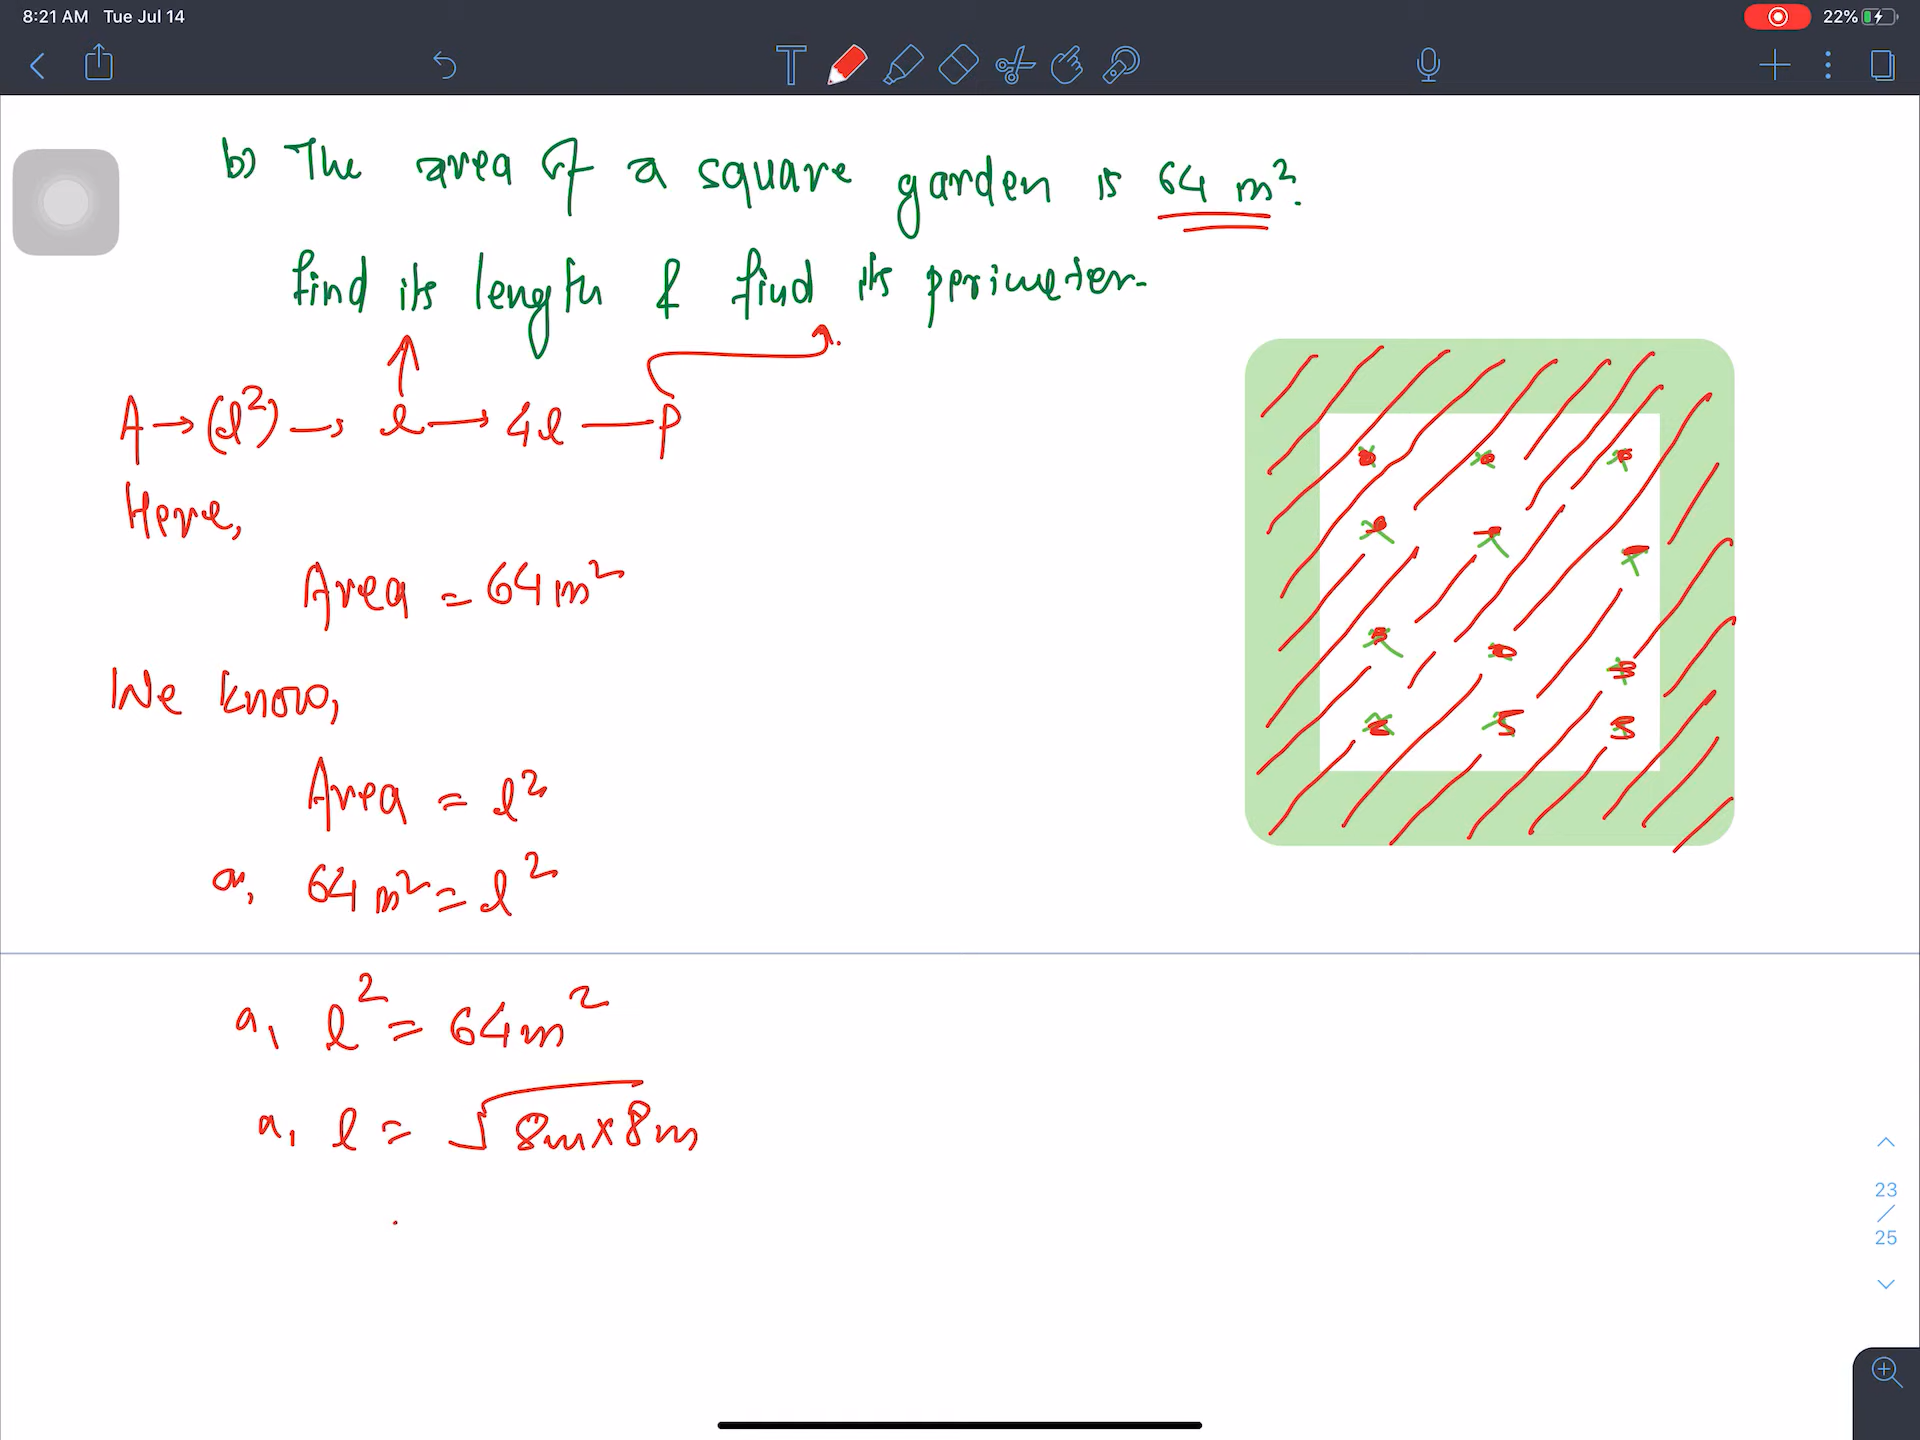 8:21 AM Tue Jul 14
22%
b) The area of a square garden is 64 m².
find its length & find its perimeter.
A → (l²) → l → 4l — P
Here,
Area = 64 m²
We know,
Area = l²
or, 64 m² = l²
or, l² = 64 m²
or, l = √8m × 8m
23
/
25